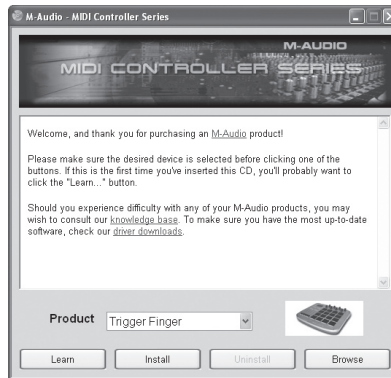 M-Audio - MIDI Controller Series
M-AUDIO
MIDI CONTROLLER SERIES
Welcome, and thank you for purchasing an M-Audio product!
Please make sure the desired device is selected before clicking one of the
buttons. If this is the first time you've inserted this CD, you'll probably want to
click the "Learn..." button.
Should you experience difficulty with any of your M-Audio products, you may
wish to consult our knowledge base. To make sure you have the most up-to-date
software, check our driver downloads.
Product
Trigger Finger
Learn
Install
Uninstall
Browse